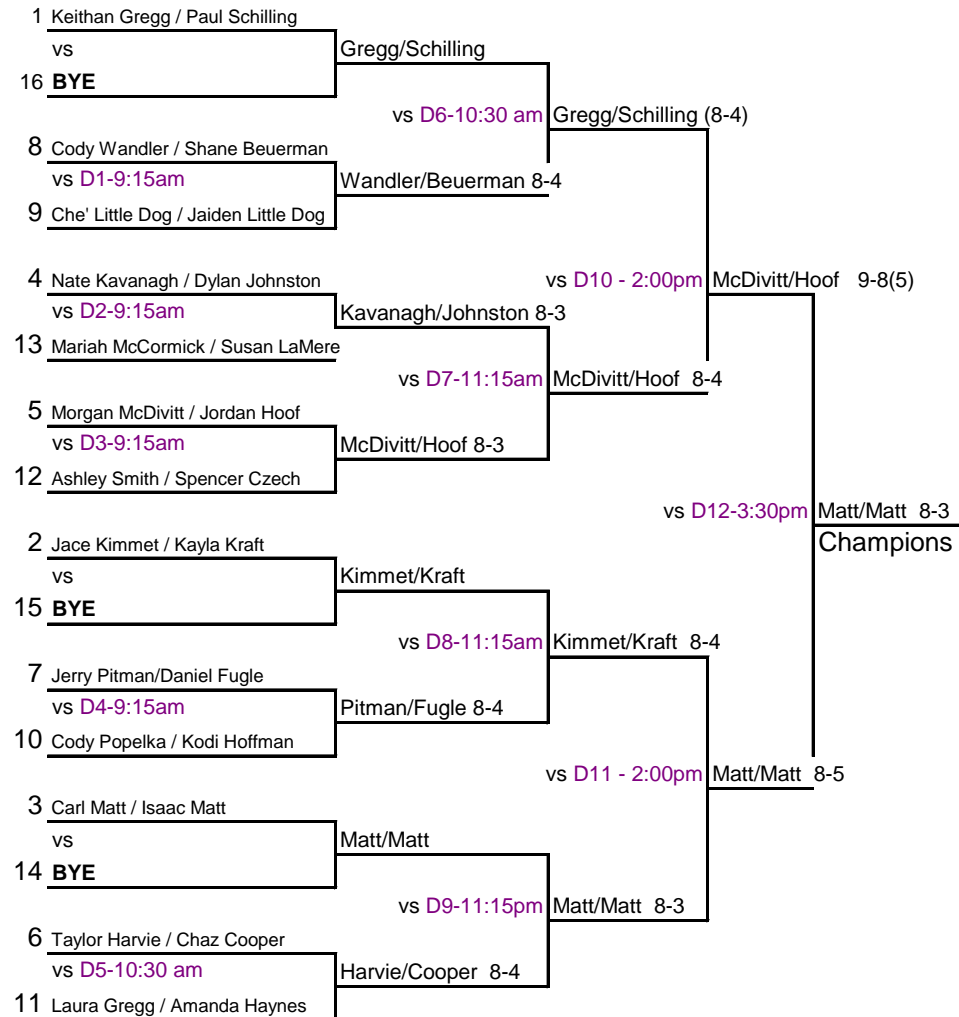 1 Keithan Gregg / Paul Schilling
vs
Gregg/Schilling
16 BYE
vs D6-10:30 am
Gregg/Schilling (8-4)
8 Cody Wandler / Shane Beuerman
vs D1-9:15am
Wandler/Beuerman 8-4
9 Che' Little Dog / Jaiden Little Dog
4 Nate Kavanagh / Dylan Johnston
vs D10 - 2:00pm
McDivitt/Hoof 9-8(5)
vs D2-9:15am
Kavanagh/Johnston 8-3
13 Mariah McCormick / Susan LaMere
vs D7-11:15am
McDivitt/Hoof 8-4
5 Morgan McDivitt / Jordan Hoof
vs D3-9:15am
McDivitt/Hoof 8-3
12 Ashley Smith / Spencer Czech
vs D12-3:30pm
Matt/Matt 8-3
Champions
2 Jace Kimmet / Kayla Kraft
vs
Kimmet/Kraft
15 BYE
vs D8-11:15am
Kimmet/Kraft 8-4
7 Jerry Pitman/Daniel Fugle
vs D4-9:15am
Pitman/Fugle 8-4
10 Cody Popelka / Kodi Hoffman
vs D11 - 2:00pm
Matt/Matt 8-5
3 Carl Matt / Isaac Matt
vs
Matt/Matt
14 BYE
vs D9-11:15pm
Matt/Matt 8-3
6 Taylor Harvie / Chaz Cooper
vs D5-10:30 am
Harvie/Cooper 8-4
11 Laura Gregg / Amanda Haynes